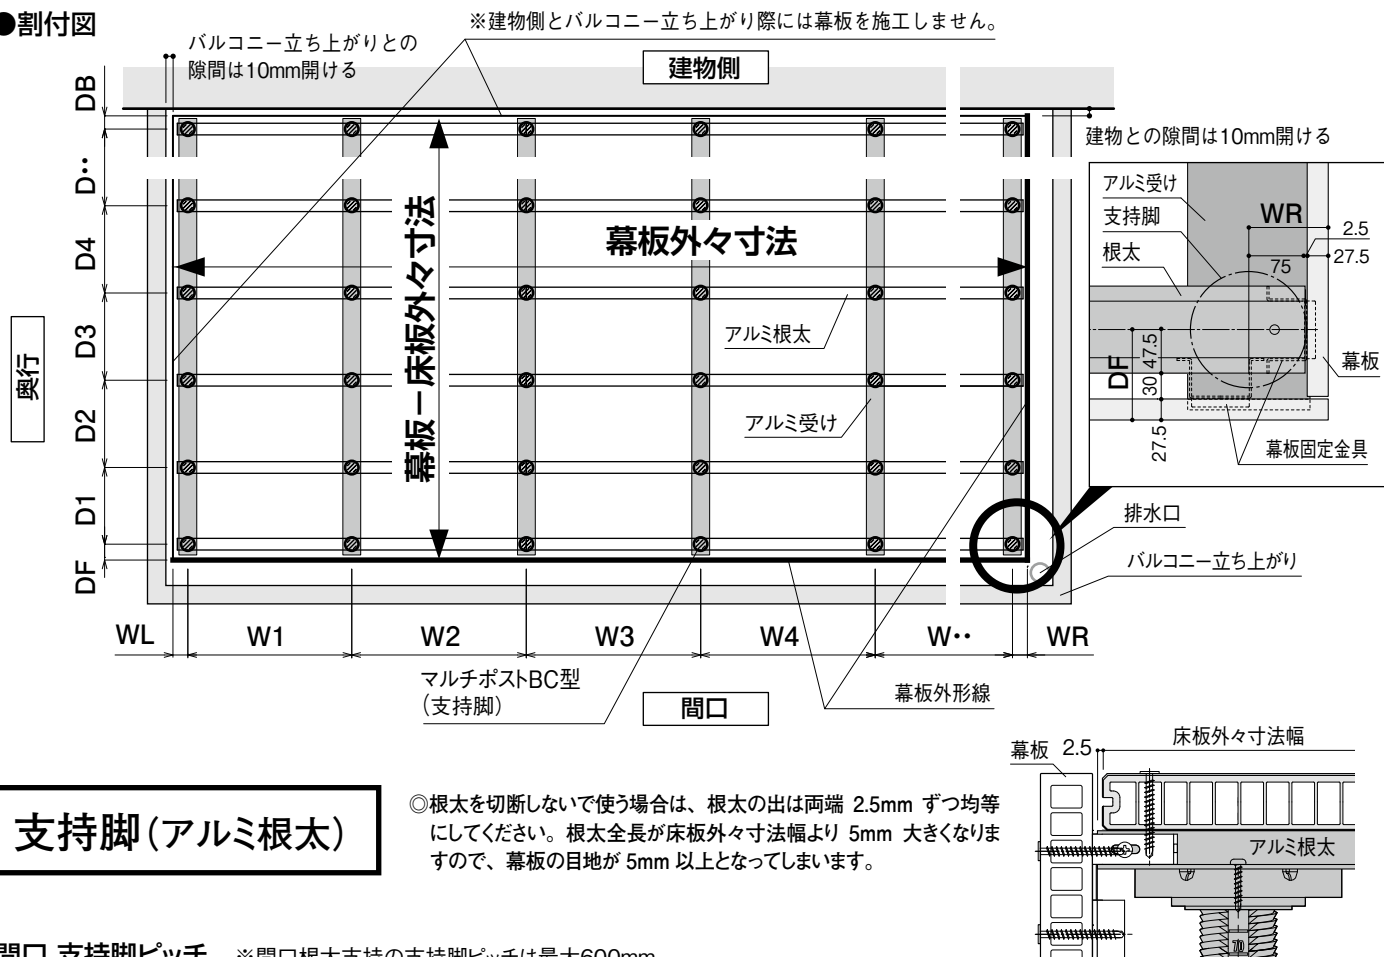 ●割付図
※建物側とバルコニー立ち上がり際には幕板を施工しません。
バルコニー立ち上がりとの
隙間は10mm開ける
建物側
DB
D‥
D4
D3
D2
D1
DF
奥行
建物との隙間は10mm開ける
幕板外々寸法
幕板ー床板外々寸法
アルミ根太
アルミ受け
アルミ受け
支持脚
根太
WR
2.5
27.5
75
DF
47.5
30
27.5
幕板
幕板固定金具
排水口
バルコニー立ち上がり
WL
W1
W2
W3
W4
W‥
WR
マルチポストBC型
(支持脚)
間口
幕板外形線
支持脚(アルミ根太)
◎根太を切断しないで使う場合は、根太の出は両端 2.5mm ずつ均等
にしてください。根太全長が床板外々寸法幅より 5mm 大きくなりま
すので、幕板の目地が 5mm 以上となってしまいます。
幕板
2.5
床板外々寸法幅
アルミ根太
70
間口 支持脚ピッチ ※間口根太支持の支持脚ピッチは最大600mm